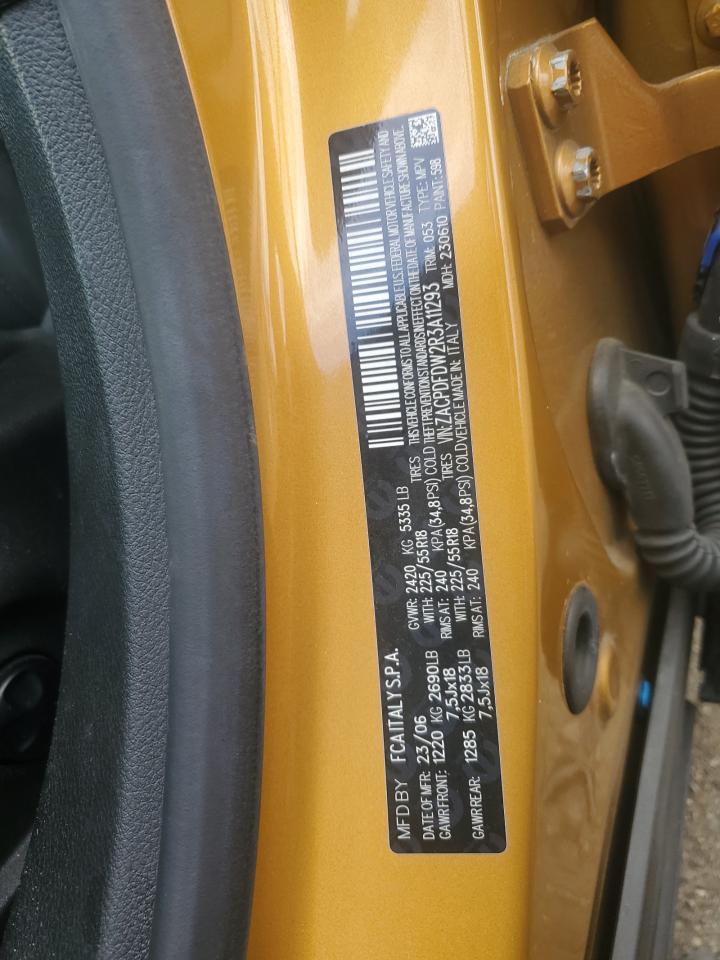 MFD BY FCA ITALY S.P.A.
DATE OF MFR: 23/06 GVWR: 2420 KG 5335 LB
GAWR FRONT: 1220 KG 2690LB WITH: 225/55R18 TIRES
7,5Jx18 RIMS AT: 240 KPA(34,8PSI) COLD
GAWR REAR: 1285 KG 2833LB WITH: 225/55R18 TIRES
7,5Jx18 RIMS AT: 240 KPA(34,8PSI) COLD
THIS VEHICLE CONFORMS TO ALL APPLICABLE U.S. FEDERAL MOTOR VEHICLE SAFETY AND
THEFT PREVENTION STANDARDS IN EFFECT ON THE DATE OF MANUFACTURE SHOWN ABOVE.
VIN: ZACPDFDW2R3A11293 TRIM: 053 TYPE: MPV
VEHICLE MADE IN: ITALY MDH: 230610 PAINT: 598